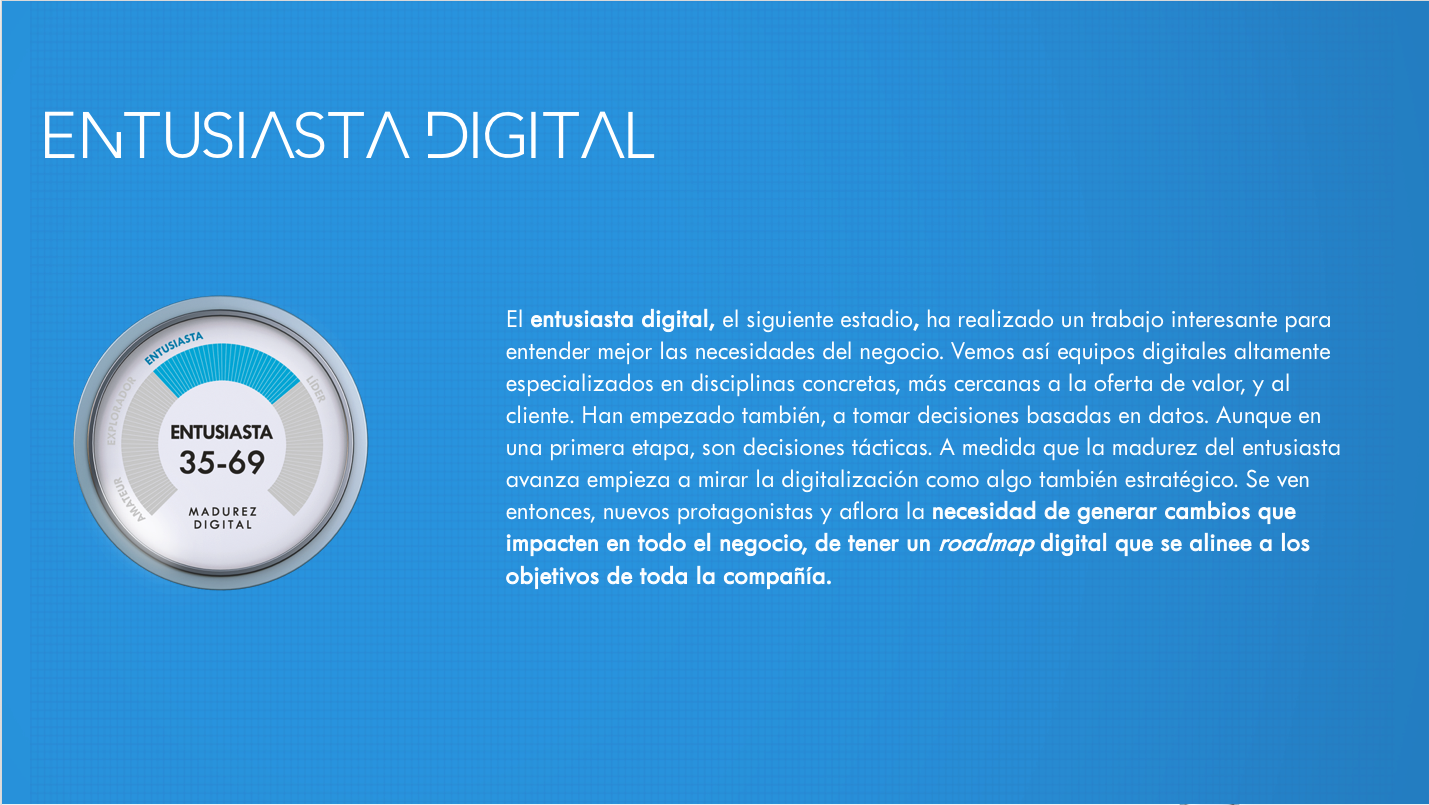 ENTUSIASTA DIGITAL
ENTUSIASTA
EXPLORADOR
LÍDER
AMATEUR
ENTUSIASTA
35-69
MADUREZ
DIGITAL
El entusiasta digital, el siguiente estadio, ha realizado un trabajo interesante para
entender mejor las necesidades del negocio. Vemos así equipos digitales altamente
especializados en disciplinas concretas, más cercanas a la oferta de valor, y al
cliente. Han empezado también, a tomar decisiones basadas en datos. Aunque en
una primera etapa, son decisiones tácticas. A medida que la madurez del entusiasta
avanza empieza a mirar la digitalización como algo también estratégico. Se ven
entonces, nuevos protagonistas y aflora la necesidad de generar cambios que
impacten en todo el negocio, de tener un roadmap digital que se alinee a los
objetivos de toda la compañía.